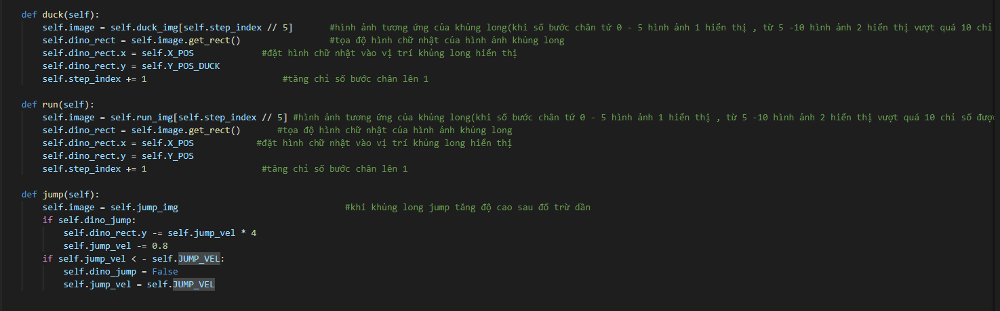 def duck(self):
self.image = self.duck_img[self.step_index // 5] #hình ảnh tương ứng của khủng long(khi số bước chân tứ 0 - 5 hình ảnh 1 hiển thị , từ 5 -10 hình ảnh 2 hiển thị vượt quá 10 chỉ
self.dino_rect = self.image.get_rect() #tọa độ hình chữ nhật của hình ảnh khủng long
self.dino_rect.x = self.X_POS #đặt hình chữ nhật vào vị trí khủng long hiển thị
self.dino_rect.y = self.Y_POS_DUCK
self.step_index += 1 #tăng chỉ số bước chân lên 1
def run(self):
self.image = self.run_img[self.step_index // 5] #hình ảnh tương ứng của khủng long(khi số bước chân tứ 0 - 5 hình ảnh 1 hiển thị , từ 5 -10 hình ảnh 2 hiển thị vượt quá 10 chỉ số được
self.dino_rect = self.image.get_rect() #tọa độ hình chữ nhật của hình ảnh khủng long
self.dino_rect.x = self.X_POS #đặt hình chữ nhật vào vị trí khủng long hiển thị
self.dino_rect.y = self.Y_POS
self.step_index += 1 #tăng chỉ số bước chân lên 1
def jump(self):
self.image = self.jump_img #khi khủng long jump tăng độ cao sau đố trừ dần
if self.dino_jump:
self.dino_rect.y -= self.jump_vel * 4
self.jump_vel -= 0.8
if self.jump_vel < - self.JUMP_VEL:
self.dino_jump = False
self.jump_vel = self.JUMP_VEL